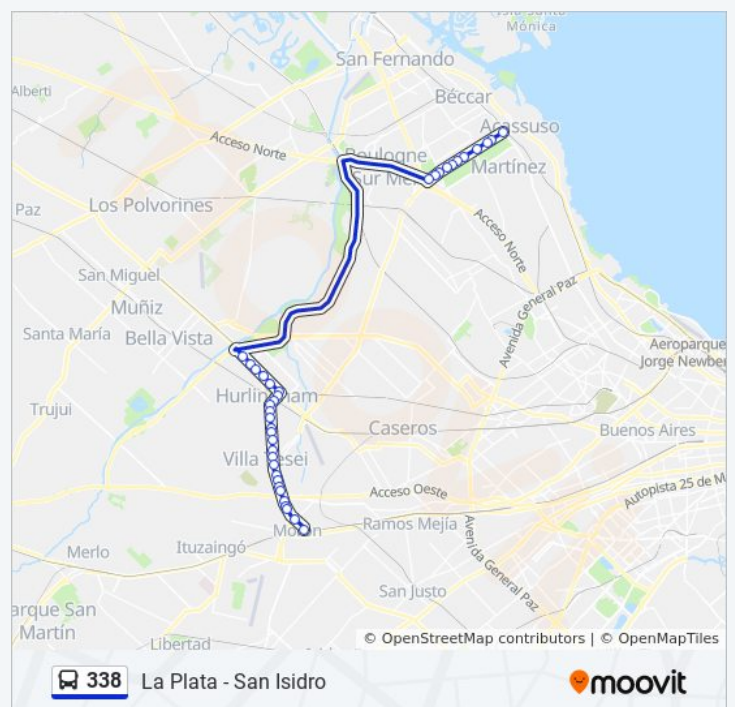 Mónica
San Fernando
Alberti
Béccar
Acceso Norte
Acassuso
Boulogne
Sur Mer
Martínez
Paz
Los Polvorines
Acceso Norte
San Miguel
Avenida General Paz
Muñiz
Santa María
Bella Vista
Aeroparque
Jorge Newber
Trujui
Hurlingham
Caseros
Buenos Aires
Villa Tesei
Acceso Oeste
Autopista 25 de M
Morón
Ramos Mejía
Merlo
Ituzaingó
Avenida General Paz
San Justo
arque San
Martín
Libertad
© OpenStreetMap contributors | © OpenMapTiles
338 La Plata - San Isidro
moovit